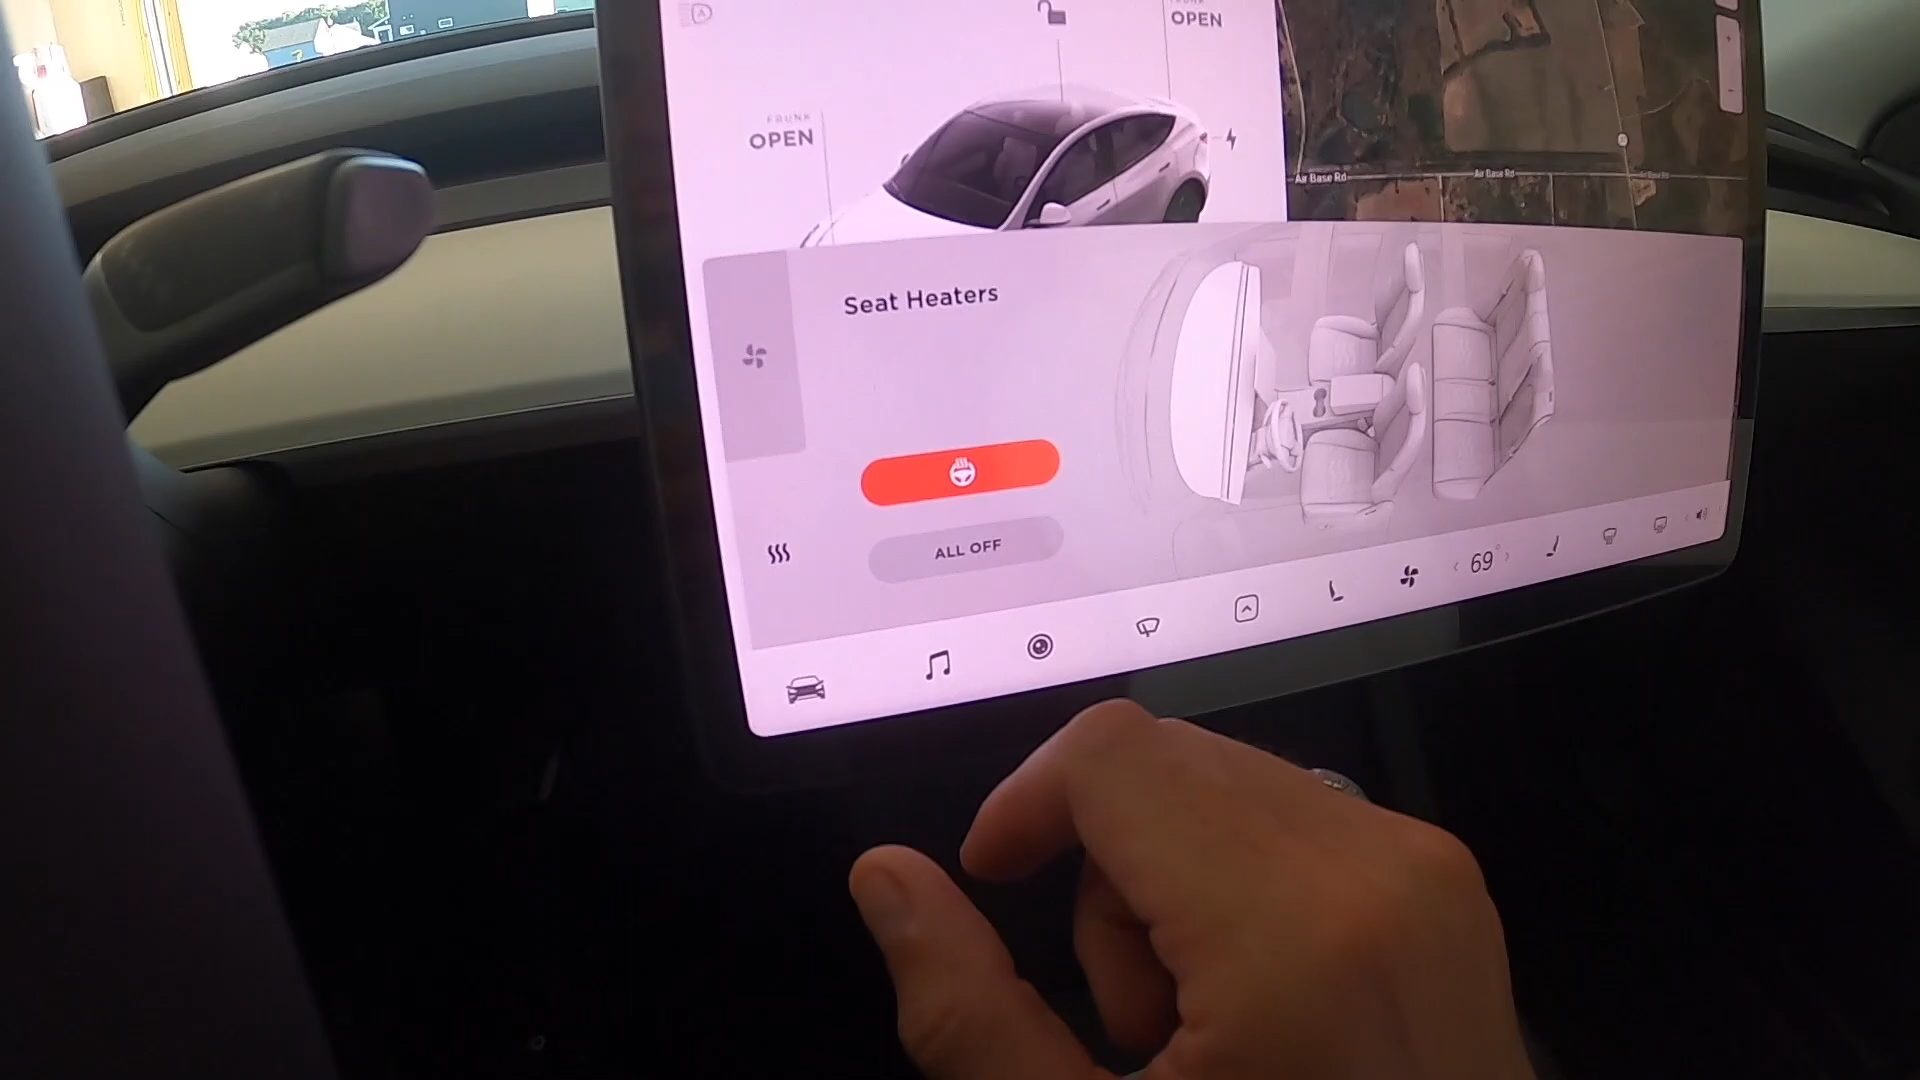 OPEN
FRUNK
OPEN
Air Base Rd
Air Base Rd
Seat Heaters
ALL OFF
69